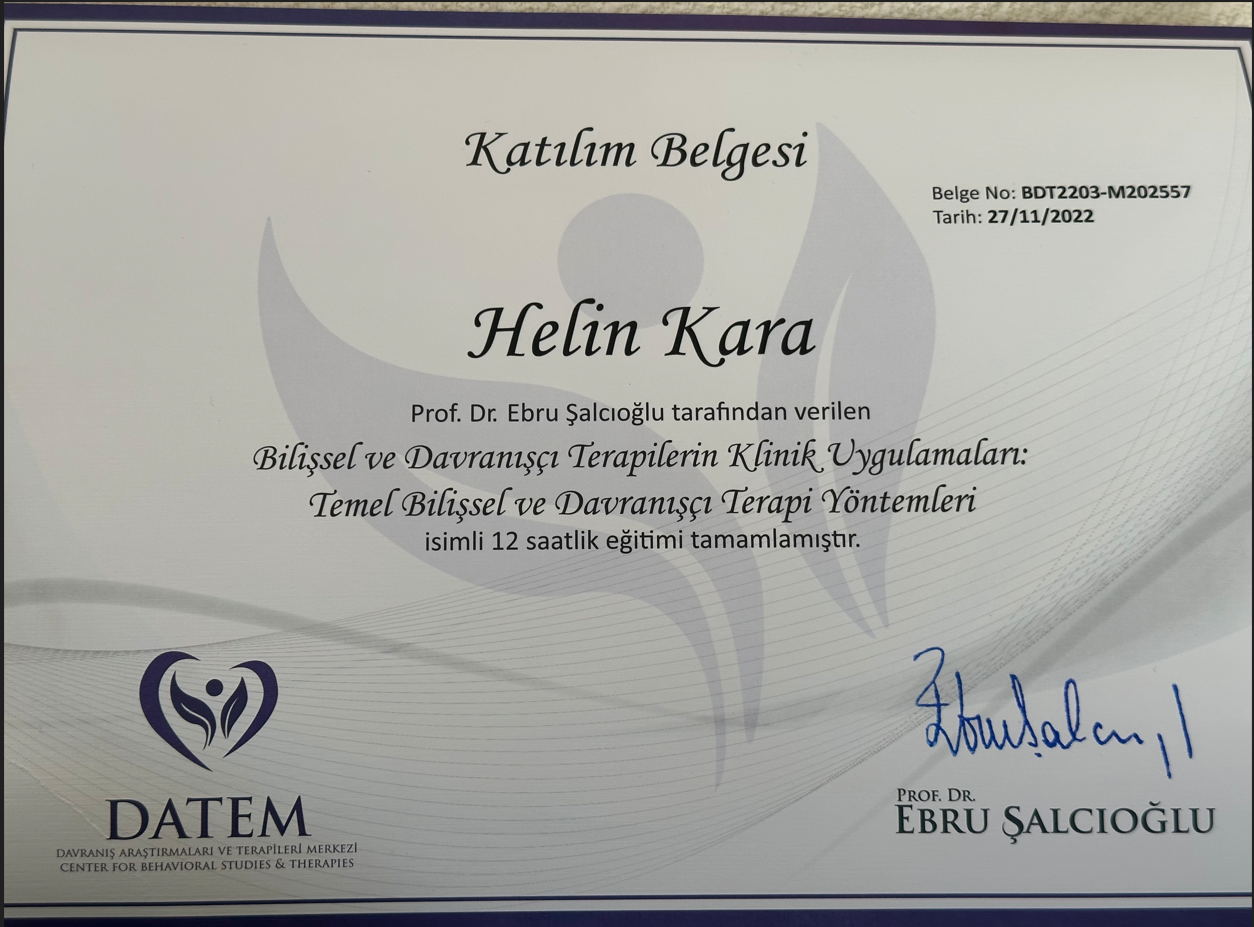 Katılım Belgesi
Belge No: BDT2203-M202557
Tarih: 27/11/2022
Helin Kara
Prof. Dr. Ebru Şalcıoğlu tarafından verilen
Bilişsel ve Davranışçı Terapilerin Klinik Uygulamaları:
Temel Bilişsel ve Davranışçı Terapi Yöntemleri
isimli 12 saatlik eğitimi tamamlamıştır.
DATEM
DAVRANIŞ ARAŞTIRMALARI VE TERAPİLERİ MERKEZİ
CENTER FOR BEHAVIORAL STUDIES & THERAPIES
PROF. DR.
EBRU ŞALCIOĞLU